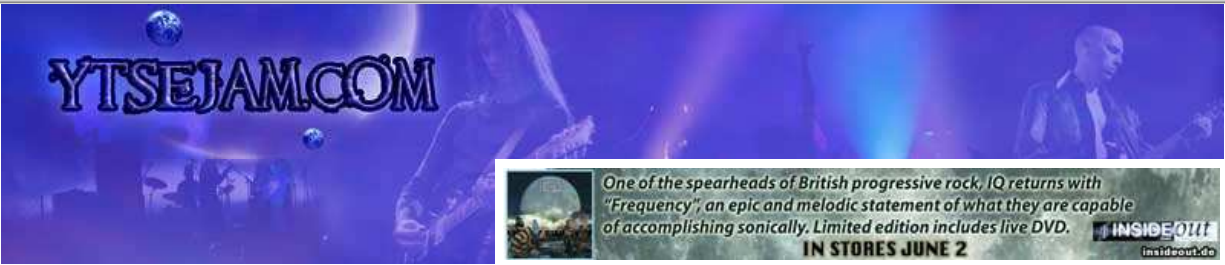 YTSEJAM.COM
One of the spearheads of British progressive rock, IQ returns with
"Frequency", an epic and melodic statement of what they are capable
of accomplishing sonically. Limited edition includes live DVD.
IN STORES JUNE 2
INSIDEOUT
insideout.de